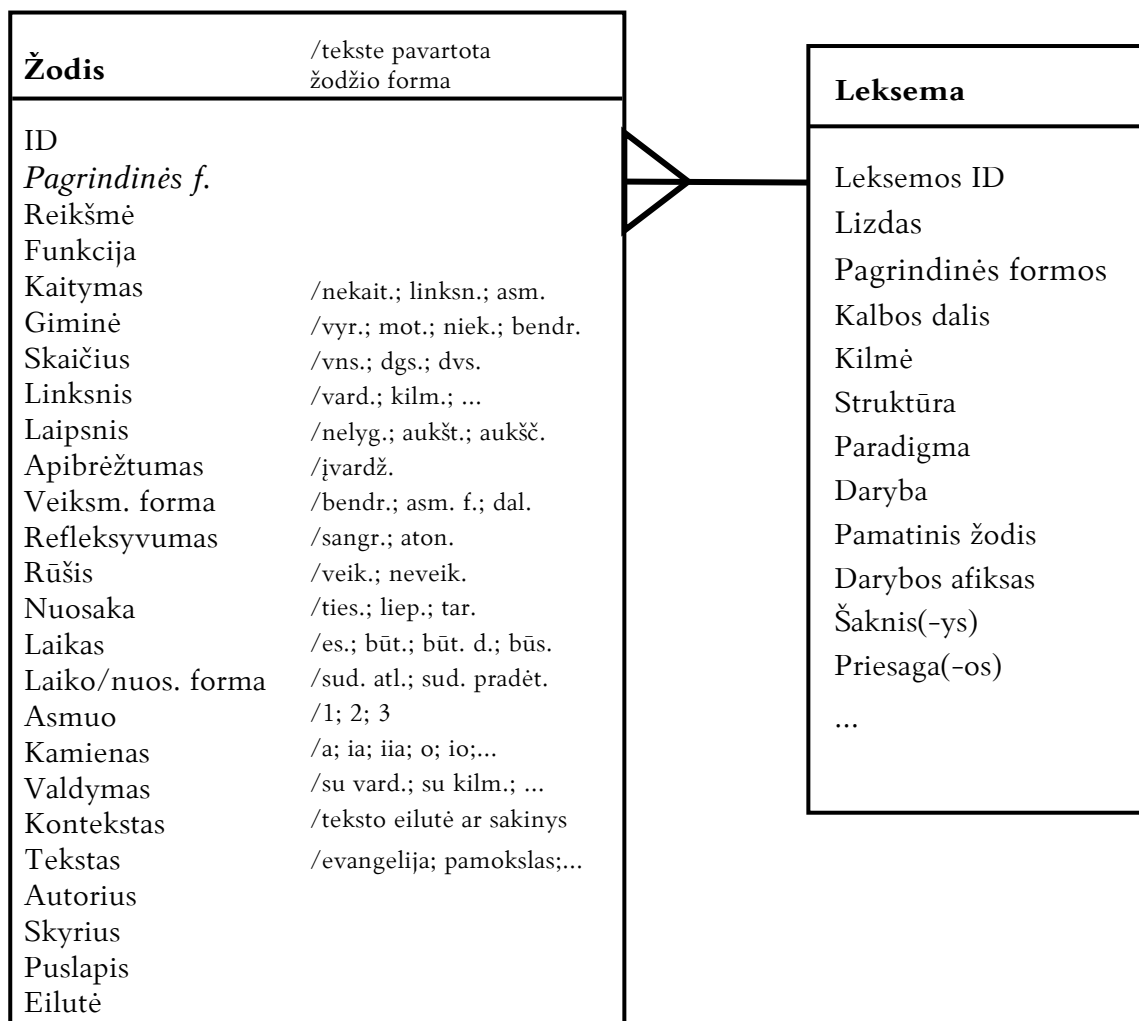 Žodis /tekste pavartota
žodžio forma
ID
Pagrindinės f.
Reikšmė
Funkcija
Kaitymas /nekait.; linksn.; asm.
Giminė /vyr.; mot.; niek.; bendr.
Skaičius /vns.; dgs.; dvs.
Linksnis /vard.; kilm.; ...
Laipsnis /nelyg.; aukšt.; aukšč.
Apibrėžtumas /įvardž.
Veiksm. forma /bendr.; asm. f.; dal.
Refleksyvumas /sangr.; aton.
Rūšis /veik.; neveik.
Nuosaka /ties.; liep.; tar.
Laikas /es.; būt.; būt. d.; būs.
Laiko/nuos. forma /sud. atl.; sud. pradėt.
Asmuo /1; 2; 3
Kamienas /a; ia; iia; o; io;...
Valdymas /su vard.; su kilm.; ...
Kontekstas /teksto eilutė ar sakinys
Tekstas /evangelija; pamokslas;...
Autorius
Skyrius
Puslapis
Eilutė
Leksema
Leksemos ID
Lizdas
Pagrindinės formos
Kalbos dalis
Kilmė
Struktūra
Paradigma
Daryba
Pamatinis žodis
Darybos afiksas
Šaknis(-ys)
Priesaga(-os)
...